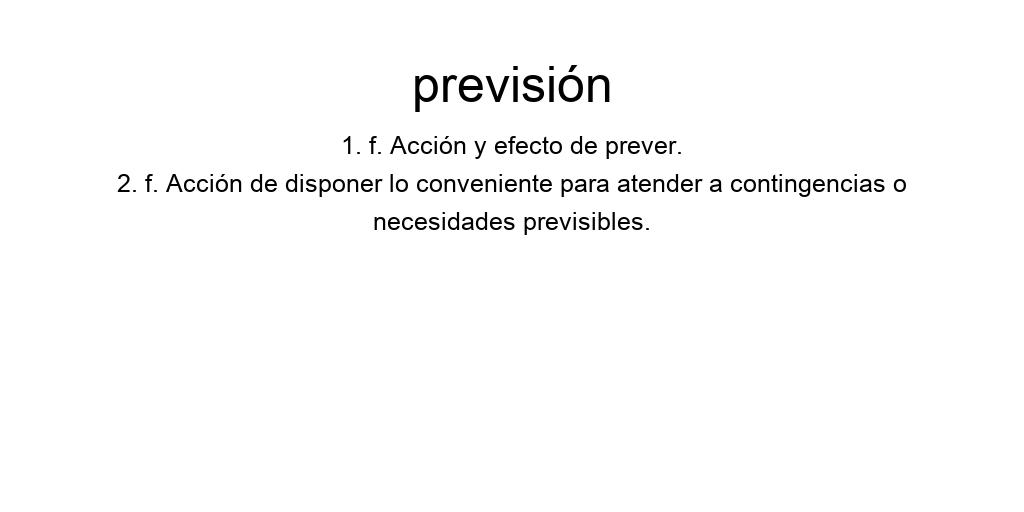 previsión
1. f. Acción y efecto de prever.
2. f. Acción de disponer lo conveniente para atender a contingencias o
necesidades previsibles.